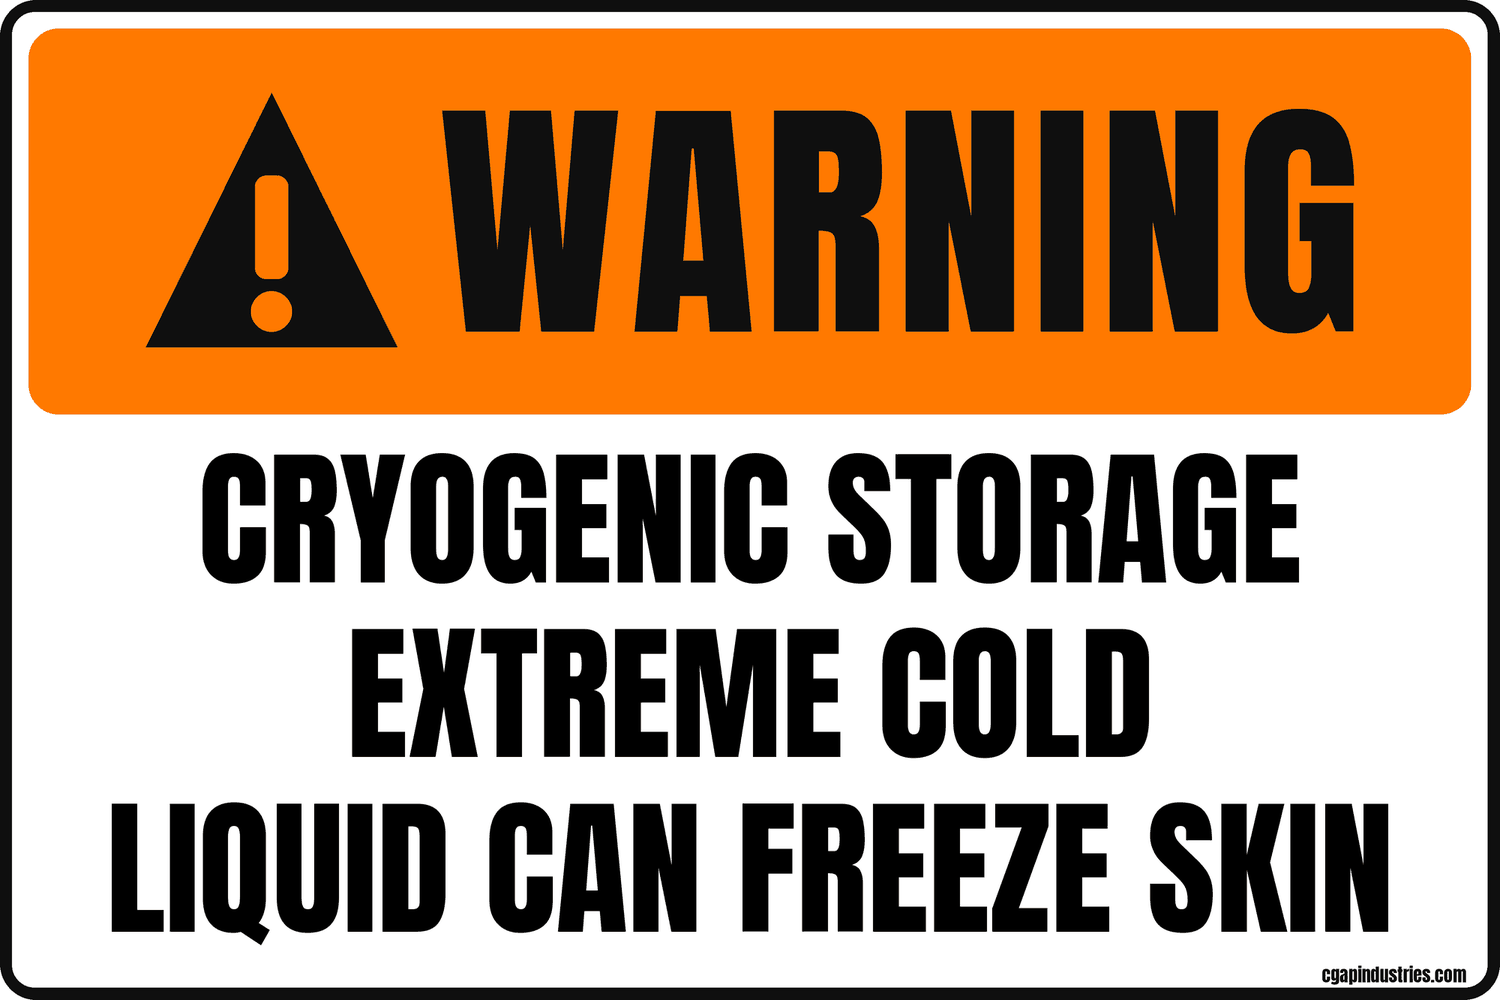 WARNING
CRYOGENIC STORAGE
EXTREME COLD
LIQUID CAN FREEZE SKIN
cgapindustries.com